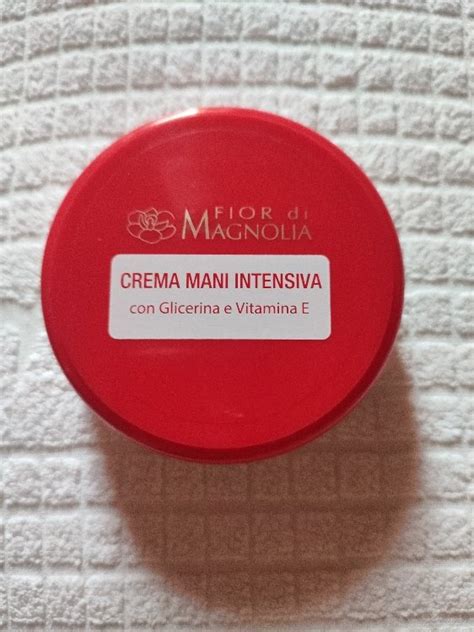 FIOR di
MAGNOLIA
CREMA MANI INTENSIVA
con Glicerina e Vitamina E